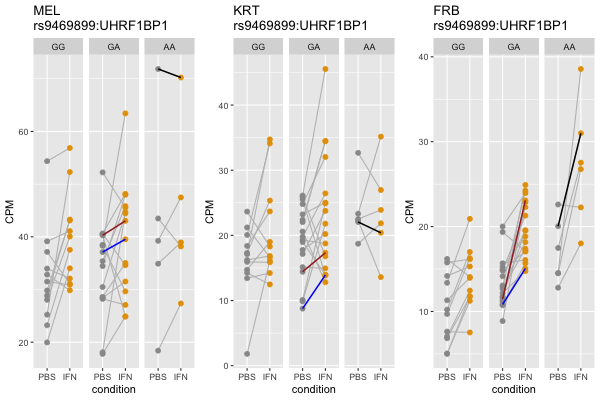 MEL
rs9469899:UHRF1BP1
GG GA AA
60
40
20
CPM
PBS IFN PBS IFN PBS IFN
condition
KRT
rs9469899:UHRF1BP1
GG GA AA
40
30
20
10
0
CPM
PBS IFN PBS IFN PBS IFN
condition
FRB
rs9469899:UHRF1BP1
GG GA AA
40
30
20
10
CPM
PBS IFN PBS IFN PBS IFN
condition